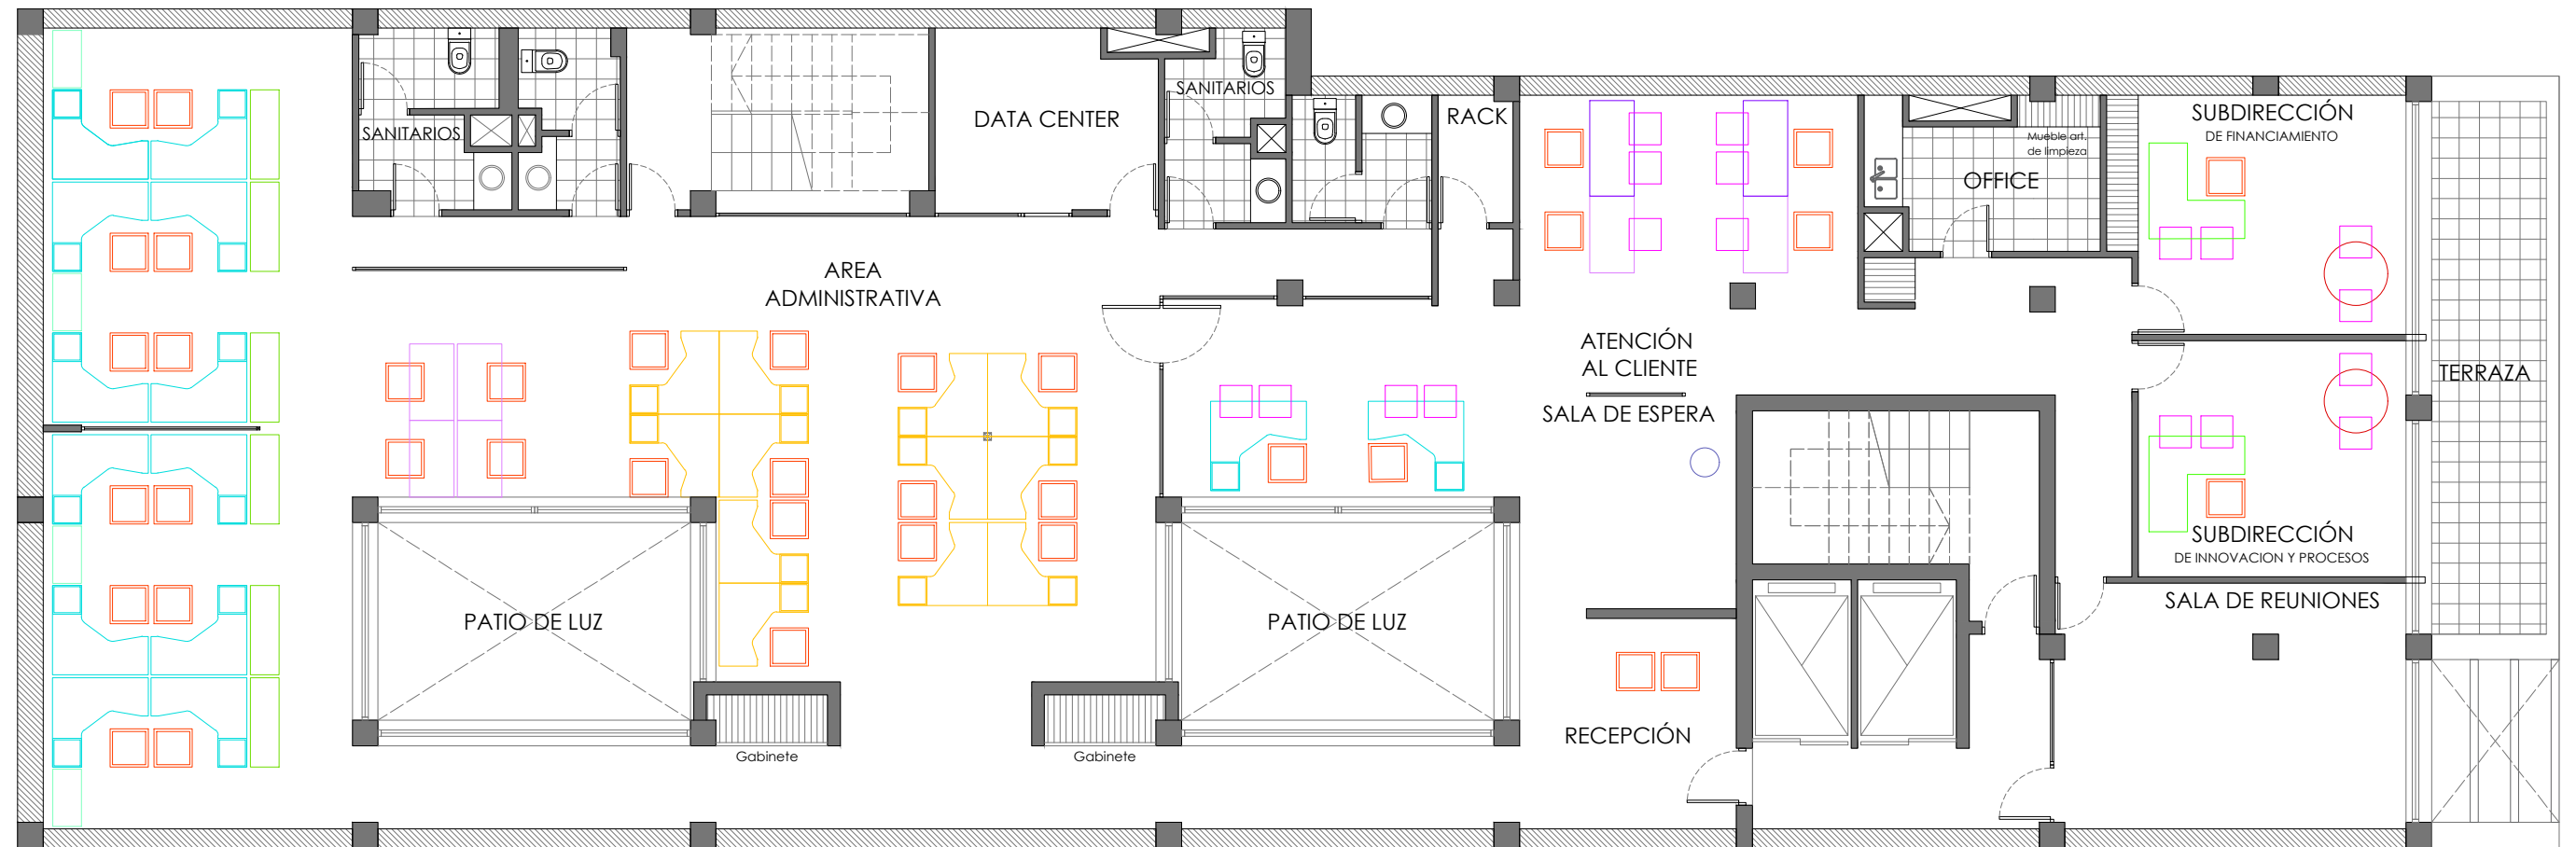 SANITARIOS
DATA CENTER
SANITARIOS
RACK
Mueble art.
de limpieza
OFFICE
SUBDIRECCIÓN
DE FINANCIAMIENTO
AREA
ADMINISTRATIVA
ATENCIÓN
AL CLIENTE
SALA DE ESPERA
TERRAZA
SUBDIRECCIÓN
DE INNOVACION Y PROCESOS
SALA DE REUNIONES
PATIO DE LUZ
PATIO DE LUZ
RECEPCIÓN
Gabinete
Gabinete